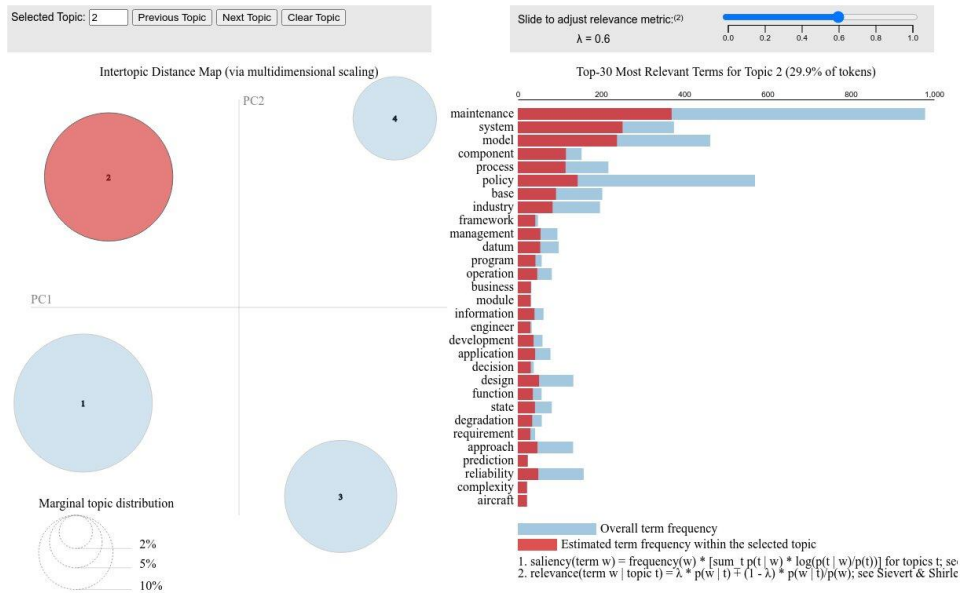 Selected Topic: 2 Previous Topic Next Topic Clear Topic
Slide to adjust relevance metric:(2)
λ = 0.6
0.0 0.2 0.4 0.6 0.8 1.0
Intertopic Distance Map (via multidimensional scaling)
PC2
PC1
2
4
1
3
Marginal topic distribution
2%
5%
10%
Top-30 Most Relevant Terms for Topic 2 (29.9% of tokens)
0 200 400 600 800 1,000
maintenance
system
model
component
process
policy
base
industry
framework
management
datum
program
operation
business
module
information
engineer
development
application
decision
design
function
state
degradation
requirement
approach
prediction
reliability
complexity
aircraft
Overall term frequency
Estimated term frequency within the selected topic
1. saliency(term w) = frequency(w) * [sum_t p(t | w) * log(p(t | w)/p(t))] for topics t; se
2. relevance(term w | topic t) = λ * p(w | t) + (1 - λ) * p(w | t)/p(w); see Sievert & Shirle